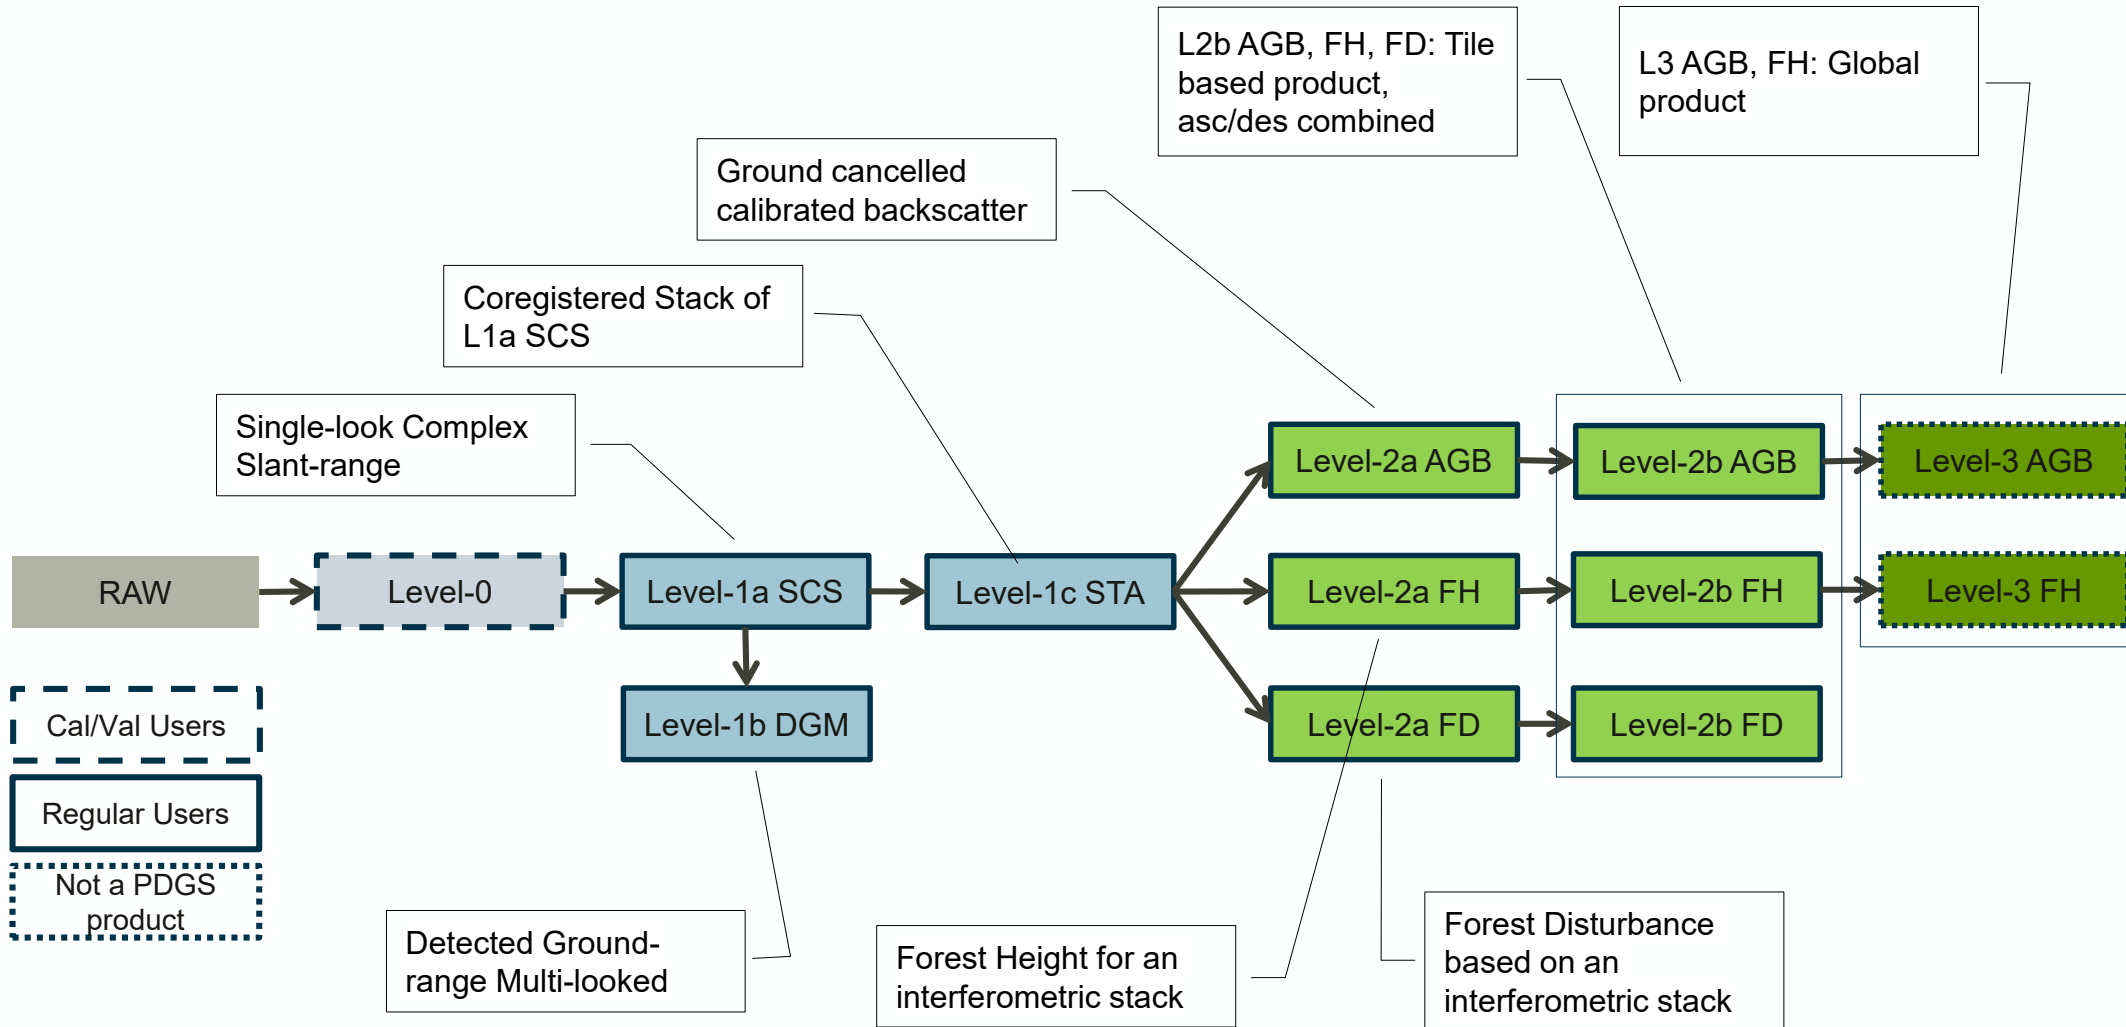 L2b AGB, FH, FD: Tile
based product,
asc/des combined
L3 AGB, FH: Global
product
Ground cancelled
calibrated backscatter
Coregistered Stack of
L1a SCS
Single-look Complex
Slant-range
Level-2a AGB
Level-2b AGB
Level-3 AGB
RAW
Level-0
Level-1a SCS
Level-1c STA
Level-2a FH
Level-2b FH
Level-3 FH
Level-1b DGM
Level-2a FD
Level-2b FD
Cal/Val Users
Regular Users
Not a PDGS
product
Detected Ground-
range Multi-looked
Forest Height for an
interferometric stack
Forest Disturbance
based on an
interferometric stack